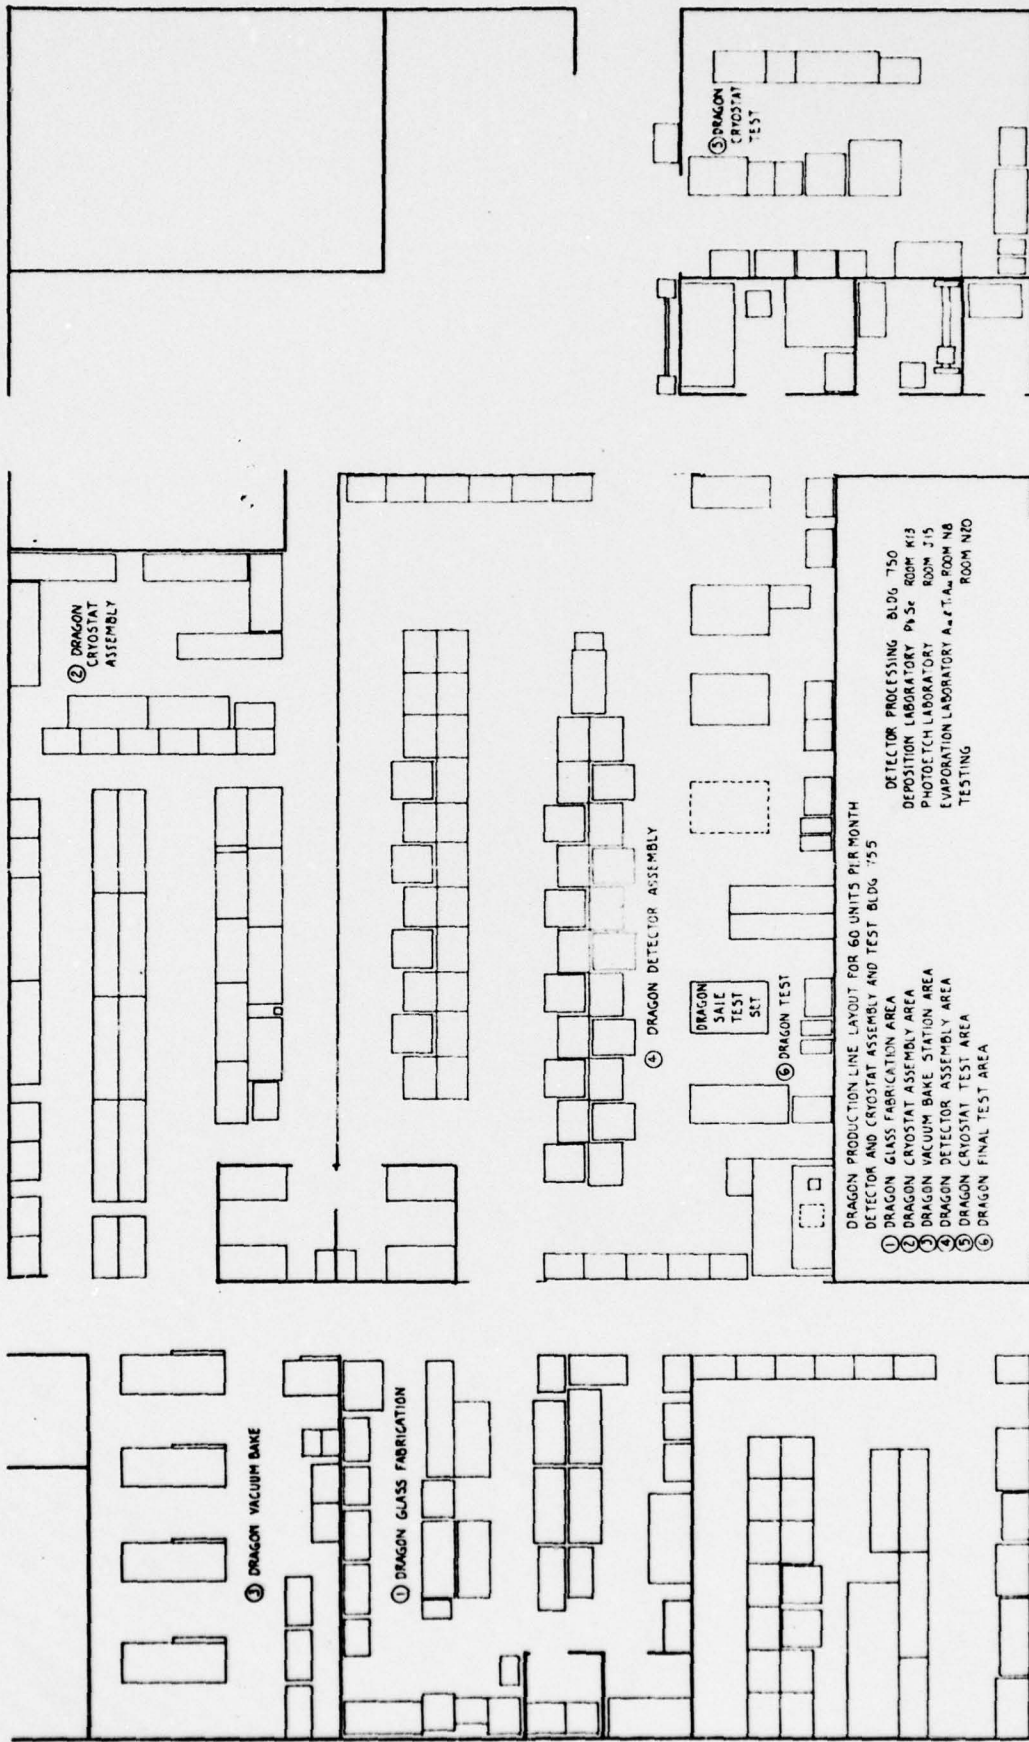 ③ DRAGON VACUUM BAKE
① DRAGON GLASS FABRICATION
② DRAGON
CRYOSTAT
ASSEMBLY
④ DRAGON DETECTOR ASSEMBLY
DRAGON
SAIE
TEST
SET
⑥ DRAGON TEST
⑤ DRAGON
CRYOSTAT
TEST
DRAGON PRODUCTION LINE LAYOUT FOR 60 UNITS PER MONTH
DETECTOR AND CRYOSTAT ASSEMBLY AND TEST BLDG 755
① DRAGON GLASS FABRICATION AREA
② DRAGON CRYOSTAT ASSEMBLY AREA
③ DRAGON VACUUM BAKE STATION AREA
④ DRAGON DETECTOR ASSEMBLY AREA
⑤ DRAGON CRYOSTAT TEST AREA
⑥ DRAGON FINAL TEST AREA
DETECTOR PROCESSING BLDG 750
DEPOSITION LABORATORY PbSe ROOM K13
PHOTOETCH LABORATORY ROOM J15
EVAPORATION LABORATORY ROOM N8
TESTING ROOM N20